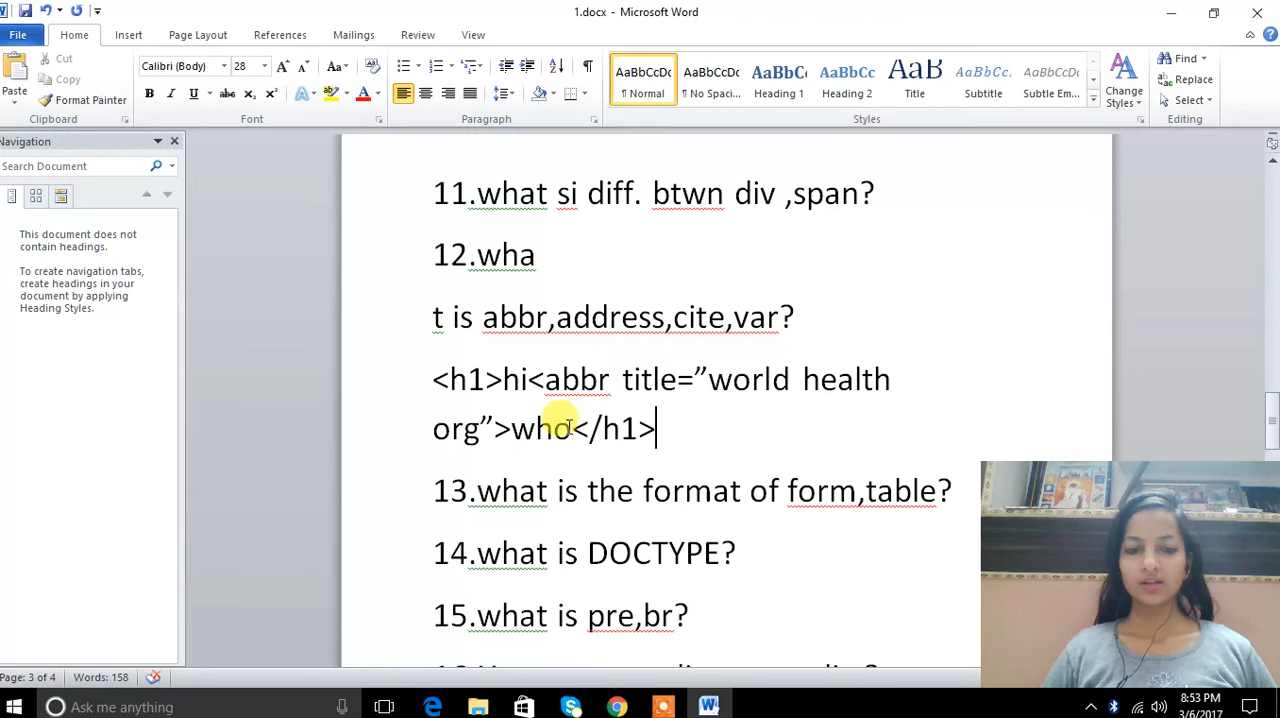 1.docx - Microsoft Word
File Home Insert Page Layout References Mailings Review View
Cut
Copy
Format Painter
Paste
Clipboard
Calibri (Body) 28
Font
Paragraph
AaBbCcDc AaBbCcDc AaBbC AaBbCc AaB AaBbCcL AaBbCcDc
¶ Normal ¶ No Spaci... Heading 1 Heading 2 Title Subtitle Subtle Em...
Change Styles
Styles
Find
Replace
Select
Editing
Navigation
Search Document
This document does not
contain headings.
To create navigation tabs,
create headings in your
document by applying
Heading Styles.
11.what si diff. btwn div ,span?
12.wha
t is abbr,address,cite,var?
<h1>hi<abbr title=”world health
org”>who</h1>
13.what is the format of form,table?
14.what is DOCTYPE?
15.what is pre,br?
Page: 3 of 4 Words: 158
Ask me anything
8:53 PM
3/6/2017